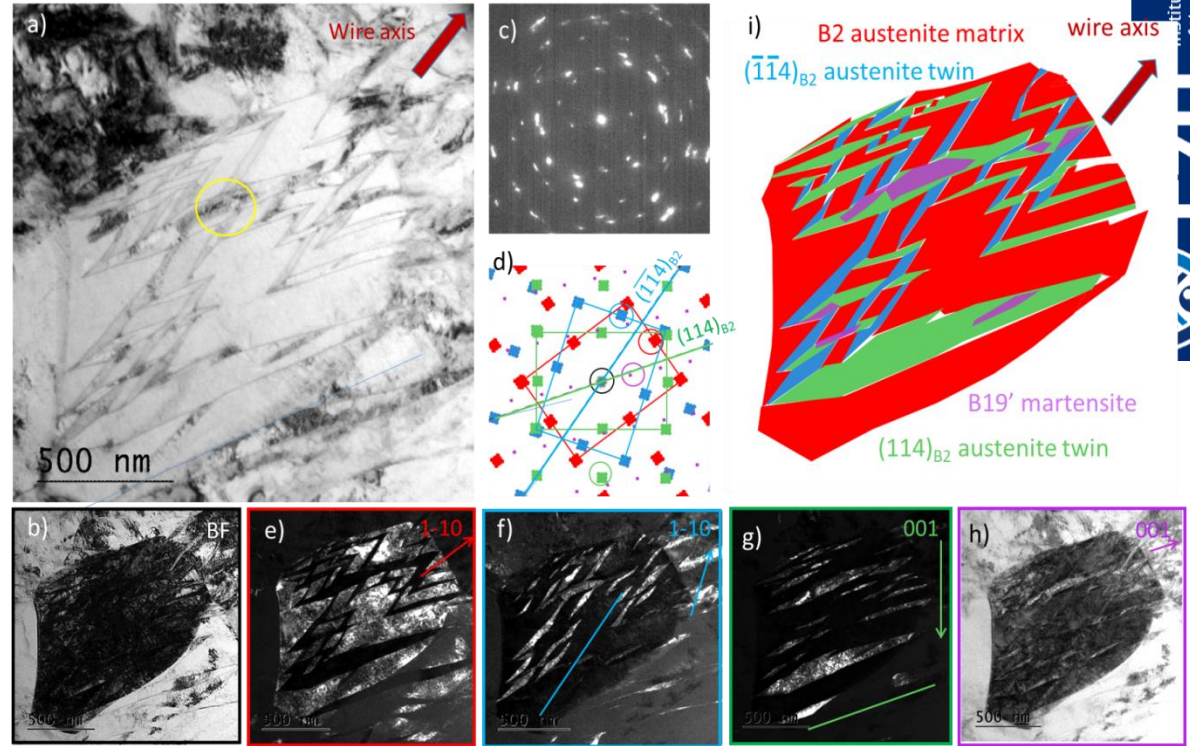 a)
Wire axis
500 nm
c)
d)
(1̅1̅4)B2
(114)B2
i)
B2 austenite matrix
wire axis
(1̅1̅4)B2 austenite twin
B19’ martensite
(114)B2 austenite twin
b)
BF
500 nm
e)
1-10
500 nm
f)
1-10
500 nm
g)
001
500 nm
h)
001
500 nm